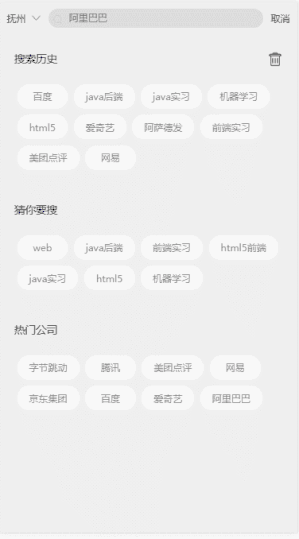 抚州 阿里巴巴 取消
搜索历史
百度 java后端 java实习 机器学习
html5 爱奇艺 阿萨德发 前端实习
美团点评 网易
猜你要搜
web java后端 前端实习 html5前端
java实习 html5 机器学习
热门公司
字节跳动 腾讯 美团点评 网易
京东集团 百度 爱奇艺 阿里巴巴